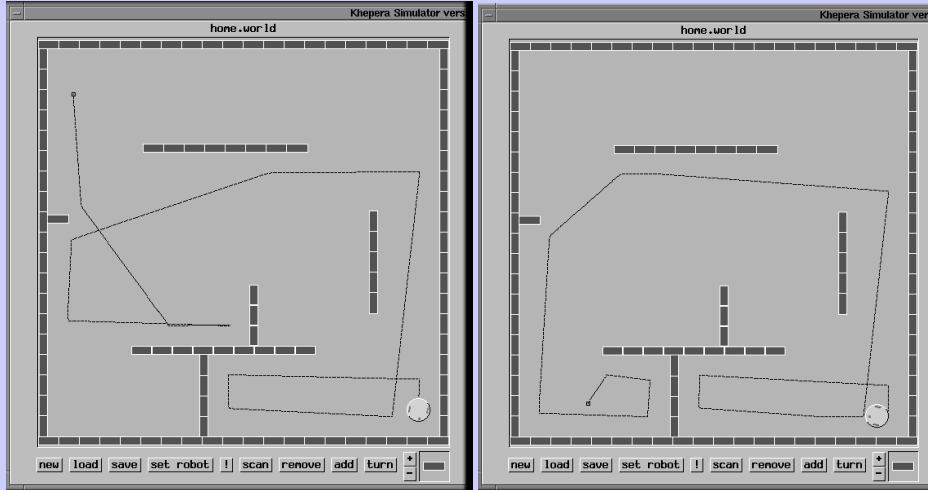 Khepera Simulator vers
home.world
new load save set robot ! scan remove add turn + -
Khepera Simulator ver
home.world
new load save set robot ! scan remove add turn + -